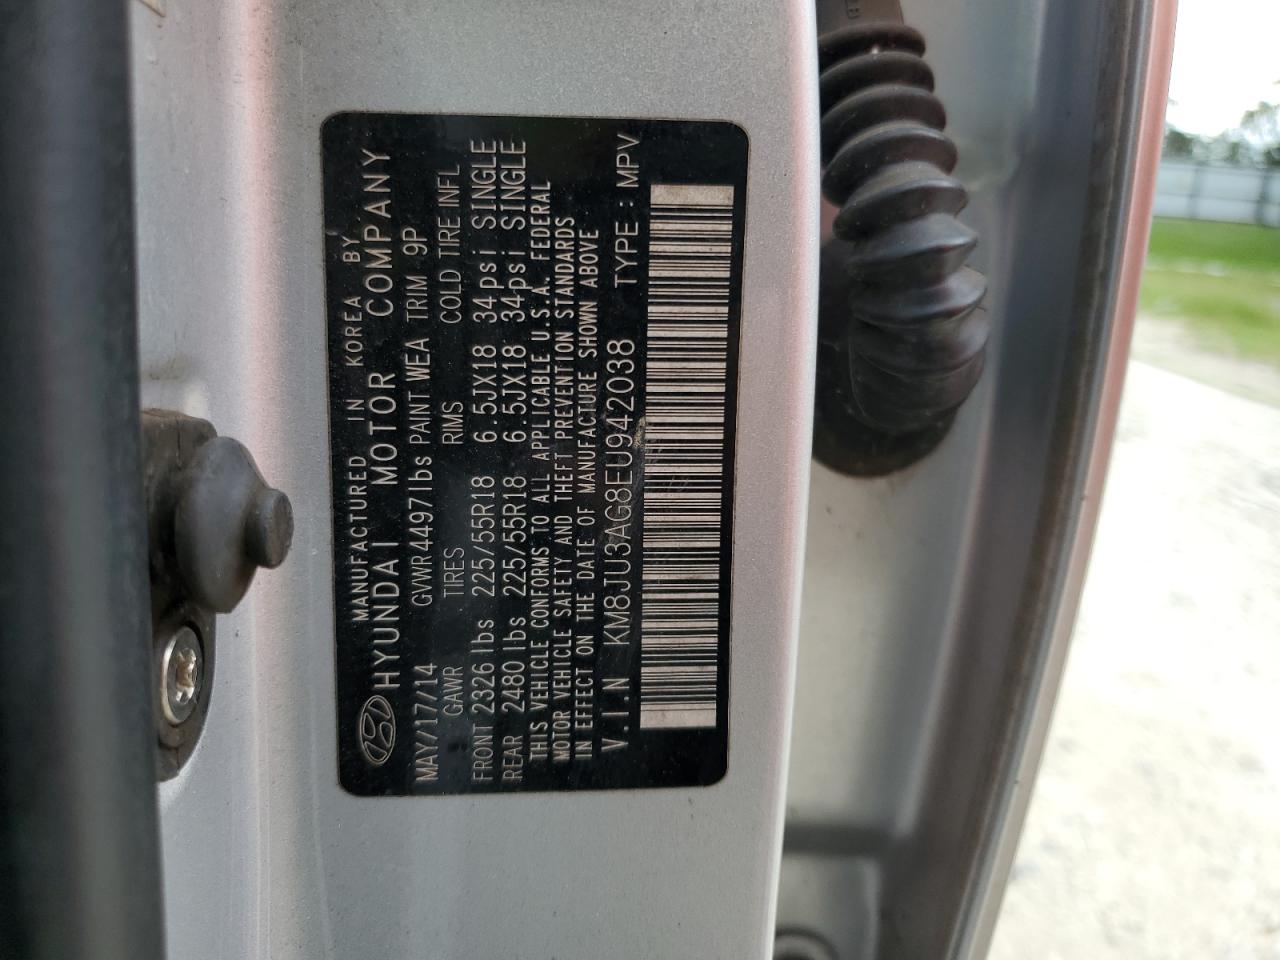 MANUFACTURED IN KOREA BY
HYUNDAI MOTOR COMPANY
MAY/17/14 GVWR4497lbs PAINT WEA TRIM 9P
GAWR TIRES RIMS COLD TIRE INFL
FRONT 2326 lbs 225/55R18 6.5JX18 34psi SINGLE
REAR 2480 lbs 225/55R18 6.5JX18 34psi SINGLE
THIS VEHICLE CONFORMS TO ALL APPLICABLE U.S.A. FEDERAL
MOTOR VEHICLE SAFETY AND THEFT PREVENTION STANDARDS
IN EFFECT ON THE DATE OF MANUFACTURE SHOWN ABOVE
V.I.N KM8JU3AG8EU942038 TYPE : MPV